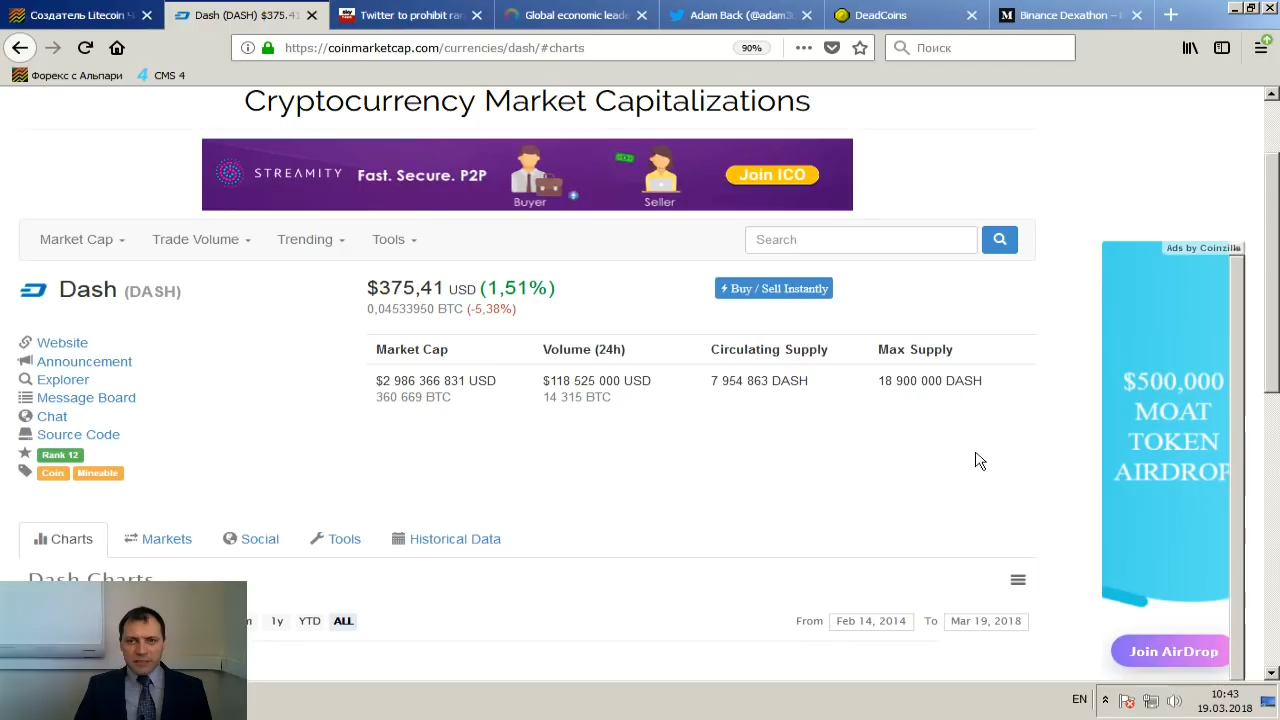 Создатель Litecoin Ч
Dash (DASH) $375.41
Twitter to prohibit ran
Global economic leade
Adam Back (@adam3u
DeadCoins
Binance Dexathon –
https://coinmarketcap.com/currencies/dash/#charts
90%
Поиск
Форекс с Альпари
CMS 4
Cryptocurrency Market Capitalizations
STREAMITY
Fast. Secure. P2P
Buyer
Seller
Join ICO
Market Cap
Trade Volume
Trending
Tools
Search
Dash (DASH)
$375,41 USD (1,51%)
0,04533950 BTC (-5,38%)
Buy / Sell Instantly
Website
Announcement
Explorer
Message Board
Chat
Source Code
Rank 12
Coin
Mineable
Market Cap
Volume (24h)
Circulating Supply
Max Supply
$2 986 366 831 USD
$118 525 000 USD
7 954 863 DASH
18 900 000 DASH
360 669 BTC
14 315 BTC
Ads by Coinzilla
$500,000
MOAT
TOKEN
AIRDROP
Join AirDrop
Charts
Markets
Social
Tools
Historical Data
Dash Charts
m
1y
YTD
ALL
From
Feb 14, 2014
To
Mar 19, 2018
EN
10:43
19.03.2018